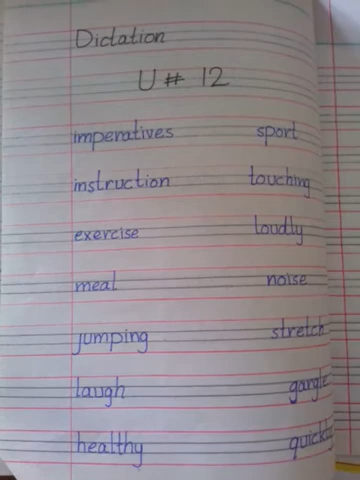 Dictation
U # 12
imperatives sport
instruction touching
exercise loudly
meal noise
jumping stretch
laugh gargle
healthy quickly